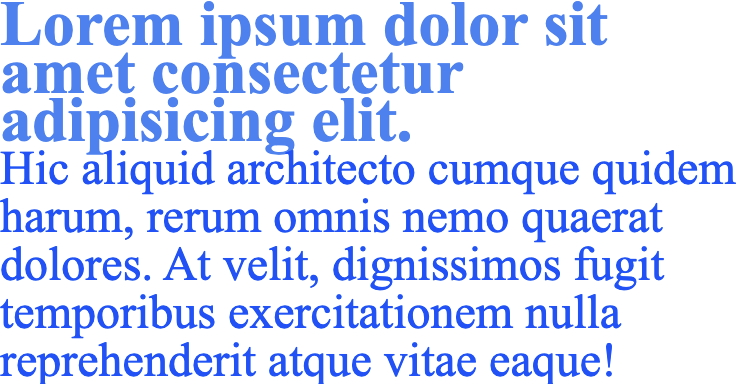 Lorem ipsum dolor sit
amet consectetur
adipisicing elit.
Hic aliquid architecto cumque quidem
harum, rerum omnis nemo quaerat
dolores. At velit, dignissimos fugit
temporibus exercitationem nulla
reprehenderit atque vitae eaque!